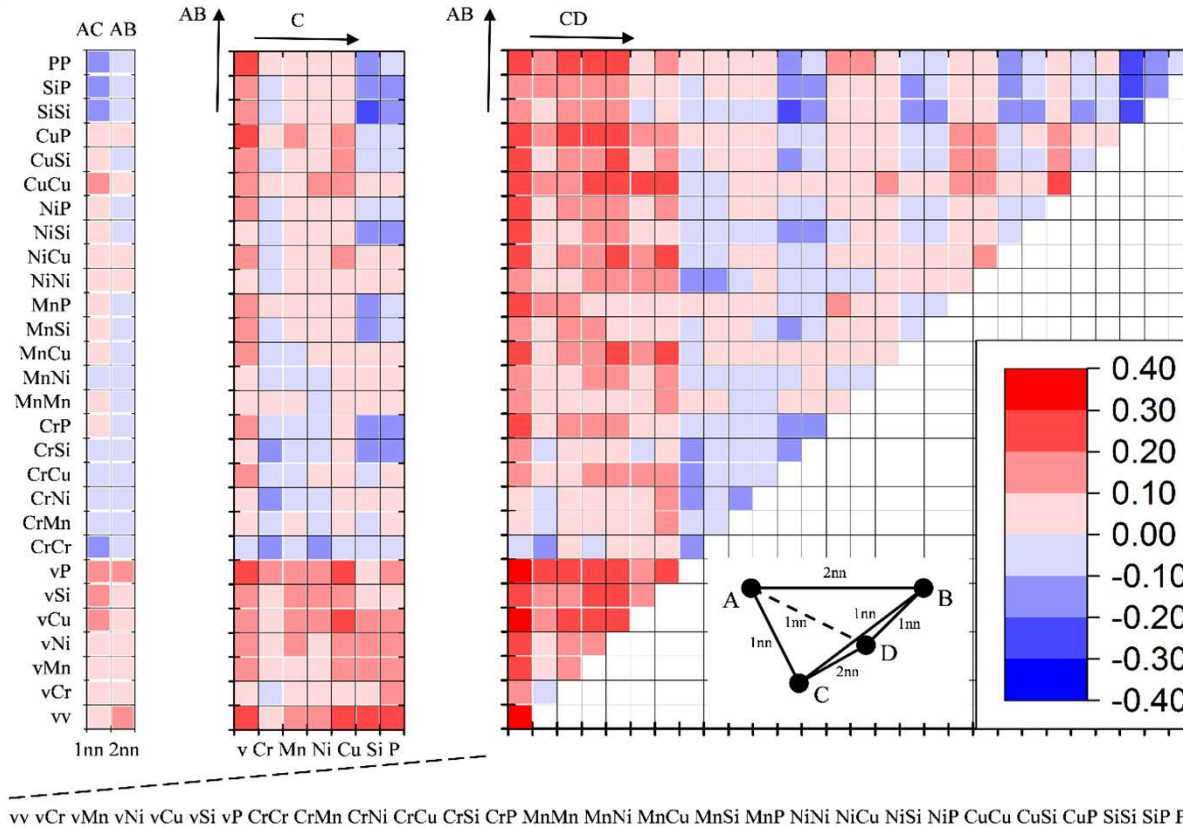 AC AB
AB
C
AB
CD
PP
SiP
SiSi
CuP
CuSi
CuCu
NiP
NiSi
NiCu
NiNi
MnP
MnSi
MnCu
MnNi
MnMn
CrP
CrSi
CrCu
CrNi
CrMn
CrCr
vP
vSi
vCu
vNi
vMn
vCr
vv
1nn 2nn
v Cr Mn Ni Cu Si P
0.40
0.30
0.20
0.10
0.00
-0.10
-0.20
-0.30
-0.40
2nn
A
B
1nn
1nn
1nn
1nn
D
2nn
C
vv vCr vMn vNi vCu vSi vP CrCr CrMn CrNi CrCu CrSi CrP MnMn MnNi MnCu MnSi MnP NiNi NiCu NiSi NiP CuCu CuSi CuP SiSi SiP P